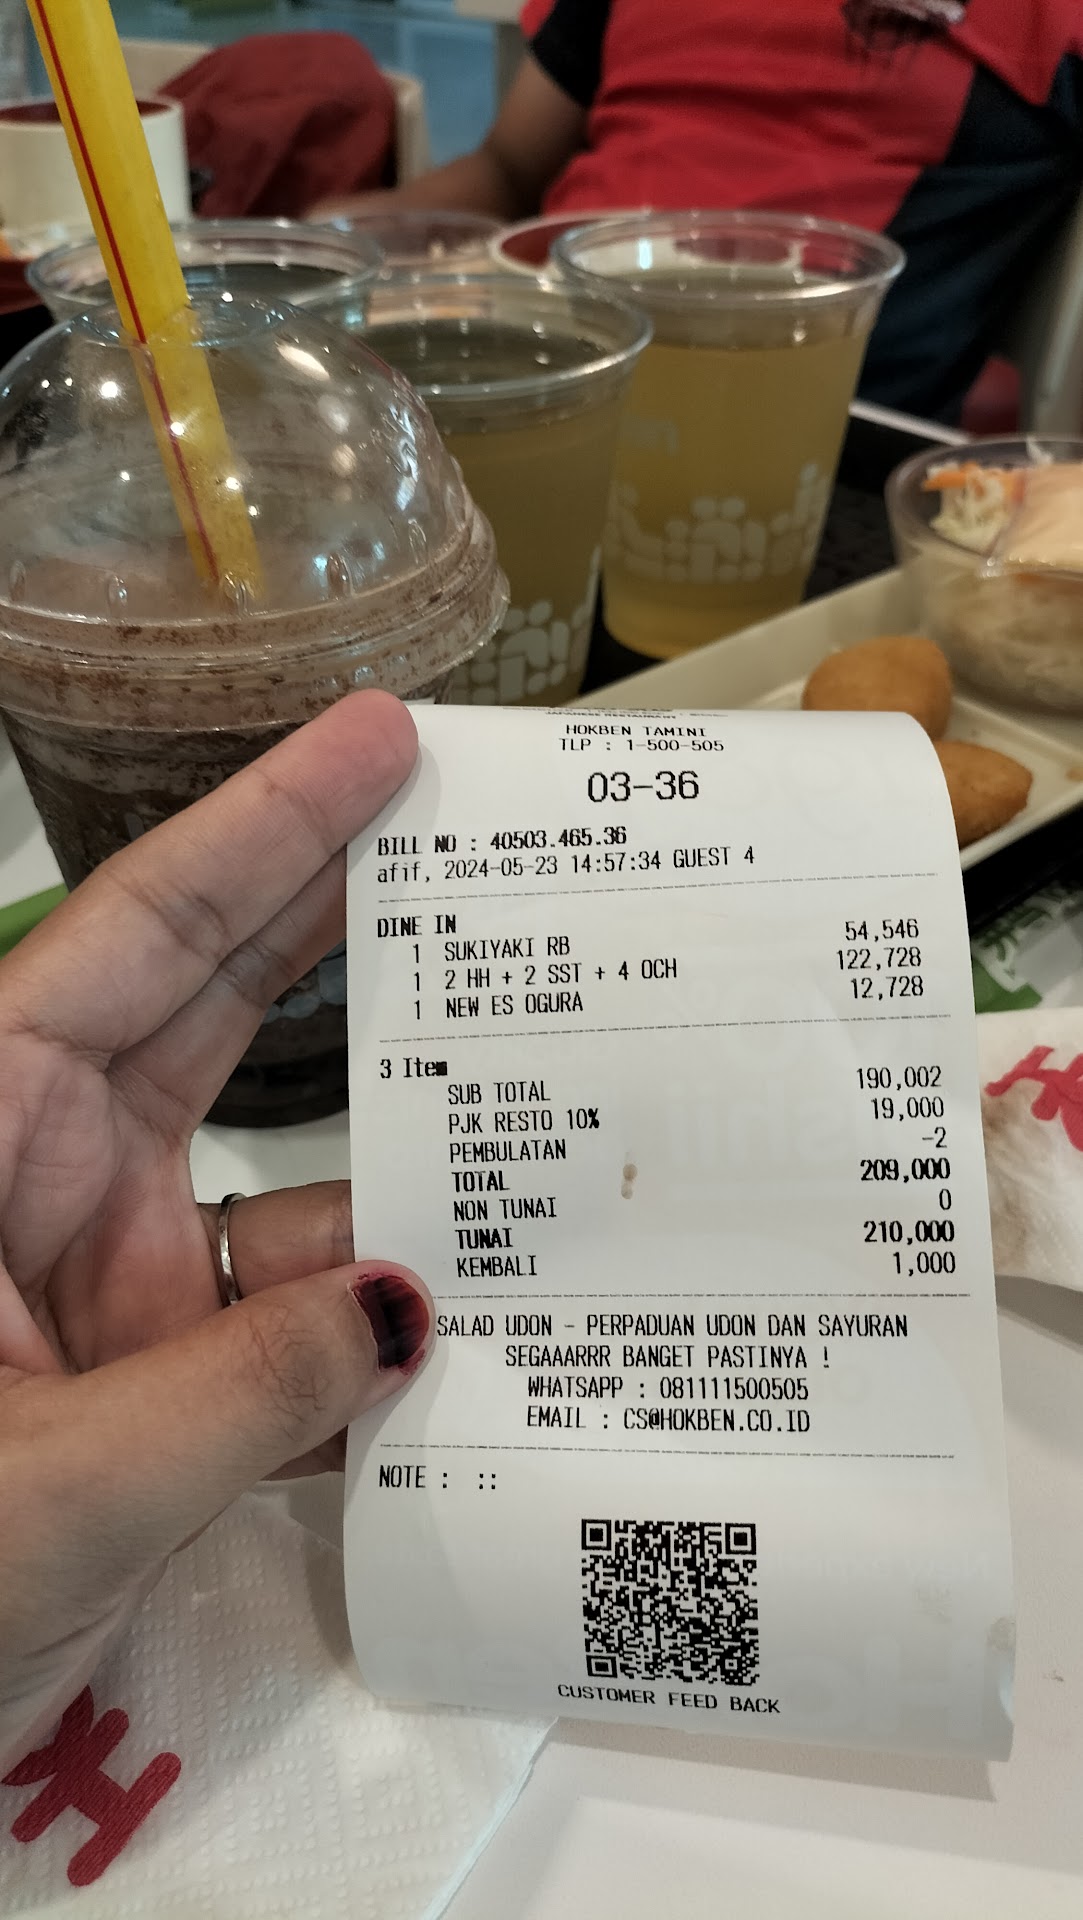 JAPANESE RESTAURANT
HOKBEN TAMINI
TLP : 1-500-505
03-36
BILL NO : 40503.465.36
afif, 2024-05-23 14:57:34 GUEST 4
DINE IN
1 SUKIYAKI RB 54,546
1 2 HH + 2 SST + 4 OCH 122,728
1 NEW ES OGURA 12,728
3 Item
SUB TOTAL 190,002
PJK RESTO 10% 19,000
PEMBULATAN -2
TOTAL 209,000
NON TUNAI 0
TUNAI 210,000
KEMBALI 1,000
SALAD UDON - PERPADUAN UDON DAN SAYURAN
SEGAAARRR BANGET PASTINYA !
WHATSAPP : 081111500505
EMAIL : CS@HOKBEN.CO.ID
NOTE : ::
CUSTOMER FEED BACK